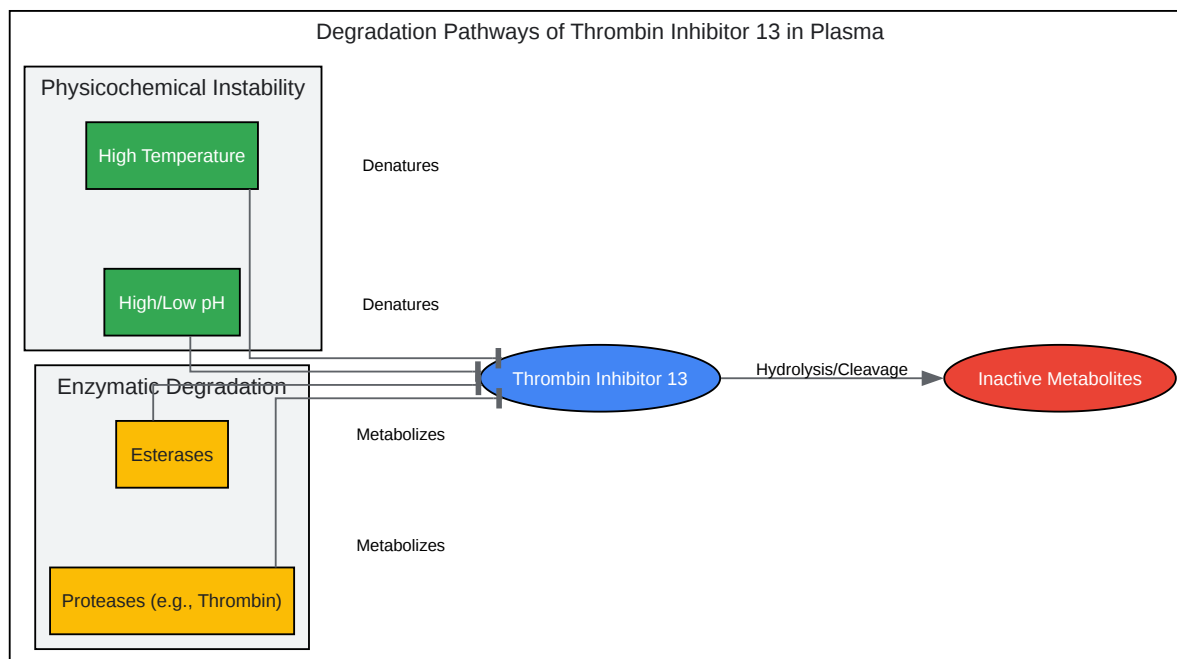 Degradation Pathways of Thrombin Inhibitor 13 in Plasma
Physicochemical Instability
High Temperature
Denatures
High/Low pH
Denatures
Enzymatic Degradation
Thrombin Inhibitor 13
Hydrolysis/Cleavage
Inactive Metabolites
Esterases
Metabolizes
Metabolizes
Proteases (e.g., Thrombin)